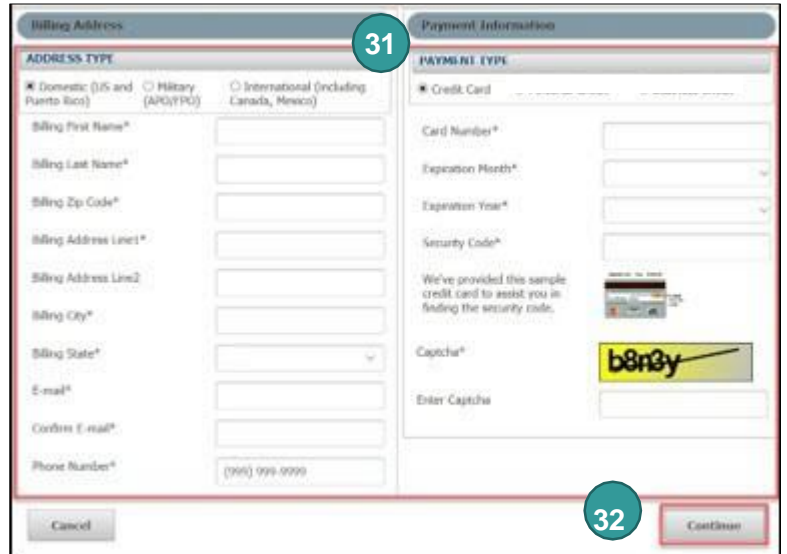 Billing Address
ADDRESS TYPE
Domestic (US and Puerto Rico)
Military (APO/FPO)
International (including Canada, Mexico)
Billing First Name*
Billing Last Name*
Billing Zip Code*
Billing Address Line1*
Billing Address Line2
Billing City*
Billing State*
E-mail*
Confirm E-mail*
Phone Number*
(999) 999-9999
Cancel
31
Payment Information
PAYMENT TYPE
Credit Card
Card Number*
Expiration Month*
Expiration Year*
Security Code*
We've provided this sample
credit card to assist you in
finding the security code.
Captcha*
b8n3y
Enter Captcha
32
Continue